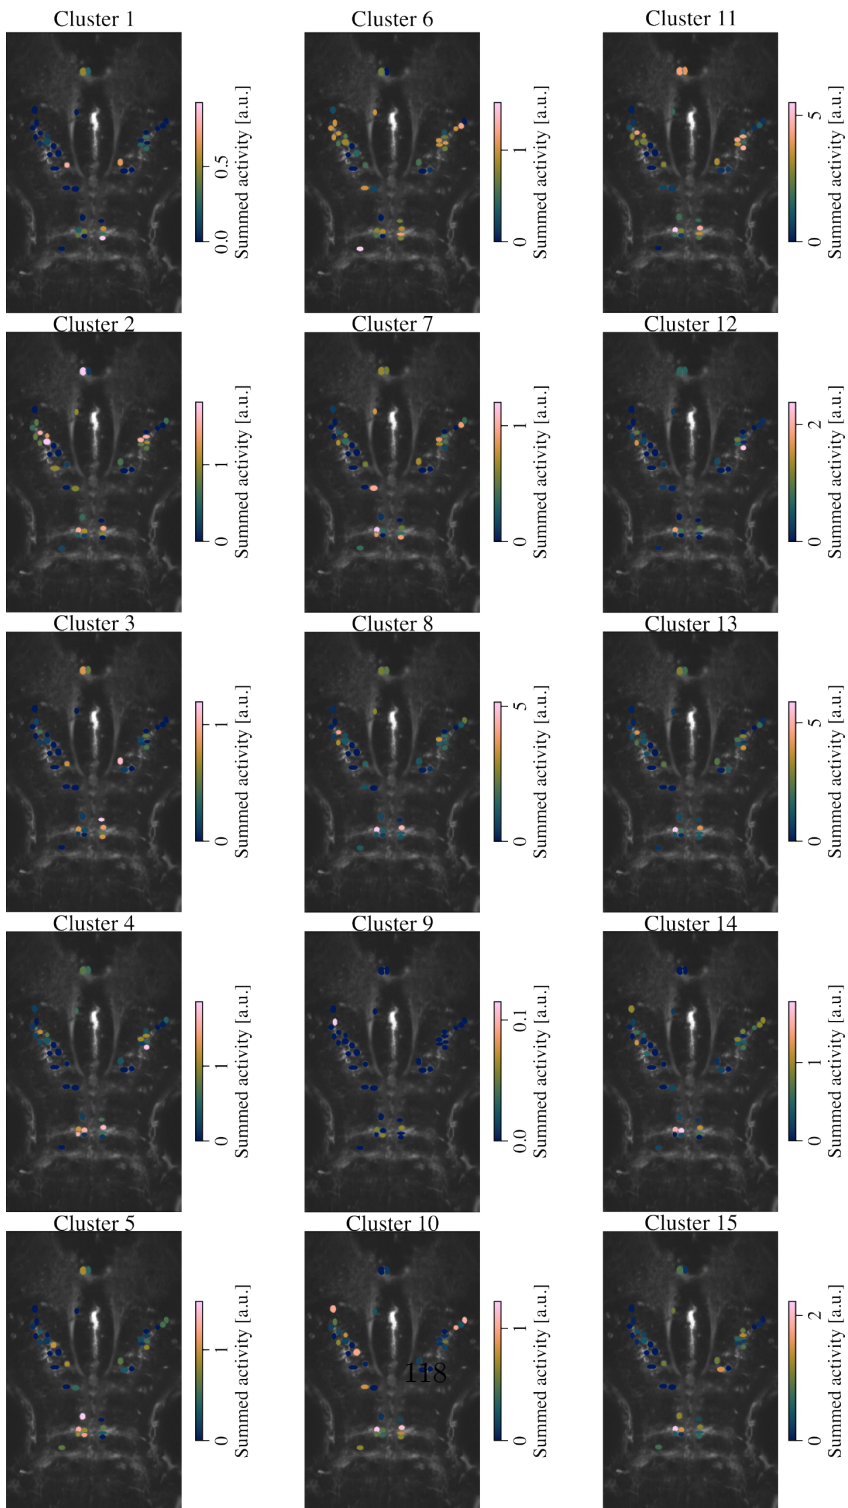 Cluster 1
0.0
0.5
Summed activity [a.u.]
Cluster 6
0
1
Summed activity [a.u.]
Cluster 11
0
5
Summed activity [a.u.]
Cluster 2
0
1
Summed activity [a.u.]
Cluster 7
0
1
Summed activity [a.u.]
Cluster 12
0
2
Summed activity [a.u.]
Cluster 3
0
1
Summed activity [a.u.]
Cluster 8
0
5
Summed activity [a.u.]
Cluster 13
0
5
Summed activity [a.u.]
Cluster 4
0
1
Summed activity [a.u.]
Cluster 9
0.0
0.1
Summed activity [a.u.]
Cluster 14
0
1
Summed activity [a.u.]
Cluster 5
0
1
Summed activity [a.u.]
Cluster 10
0
1
Summed activity [a.u.]
Cluster 15
0
2
Summed activity [a.u.]
118